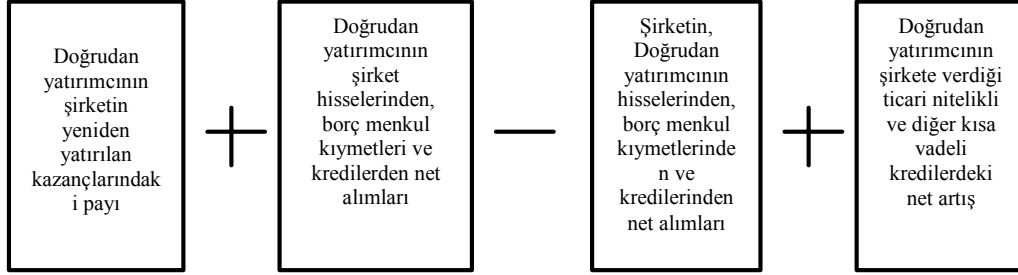 Doğrudan
yatırımcının
şirketin
yeniden
yatırılan
kazançlarındak
i payı
+
Doğrudan
yatırımcının
şirket
hisselerinden,
borç menkul
kıymetleri ve
kredilerden net
alımları
—
Şirketin,
Doğrudan
yatırımcının
hisselerinden,
borç menkul
kıymetlerinde
n ve
kredilerinden
net alımları
+
Doğrudan
yatırımcının
şirkete verdiği
ticari nitelikli
ve diğer kısa
vadeli
kredilerdeki
net artış